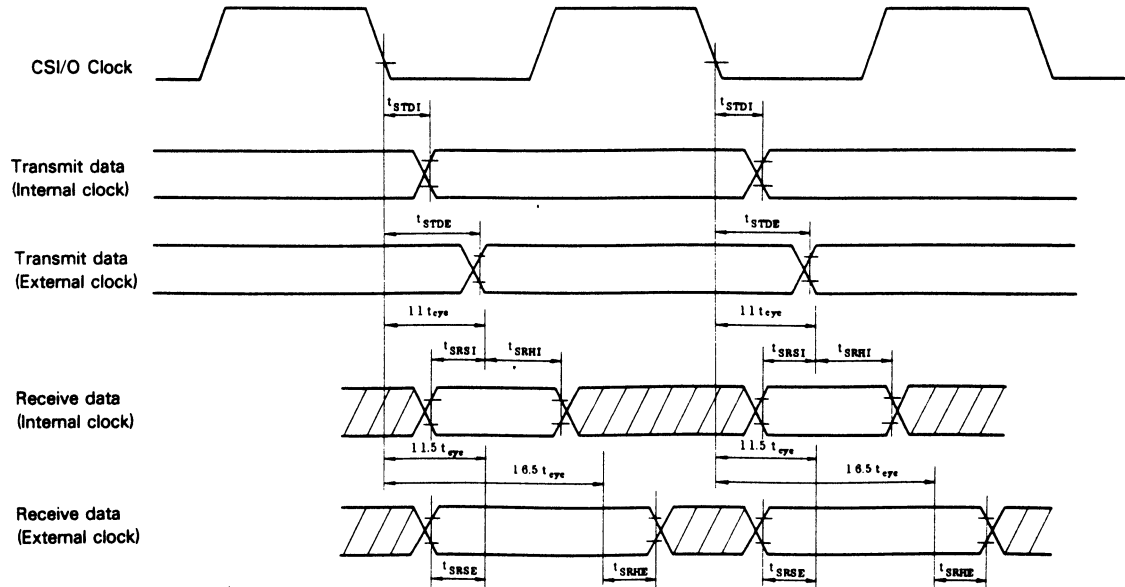 CSI/O Clock
tSTDI tSTDI
Transmit data
(Internal clock)
tSTDE tSTDE
Transmit data
(External clock)
11 tcyc 11 tcyc
tSRSI tSRHI tSRSI tSRHI
Receive data
(Internal clock)
11.5 tcyc 11.5 tcyc
16.5 tcyc 16.5 tcyc
Receive data
(External clock)
tSRSE tSRHE tSRSE tSRHE